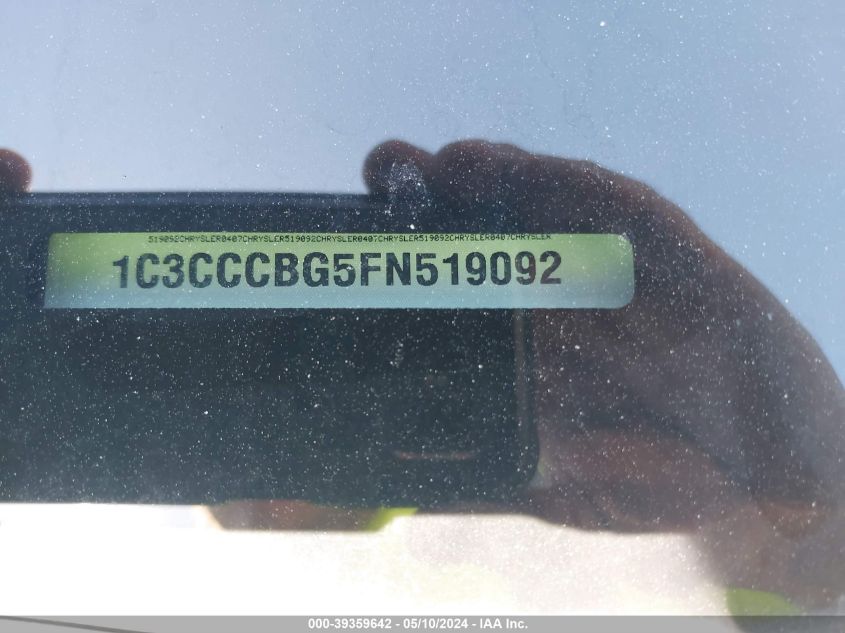 519092CHRYSLER0407CHRYSLER519092CHRYSLER0407CHRYSLER519092CHRYSLER0407CHRYSLER
1C3CCCBG5FN519092
000-39359642 - 05/10/2024 - IAA Inc.